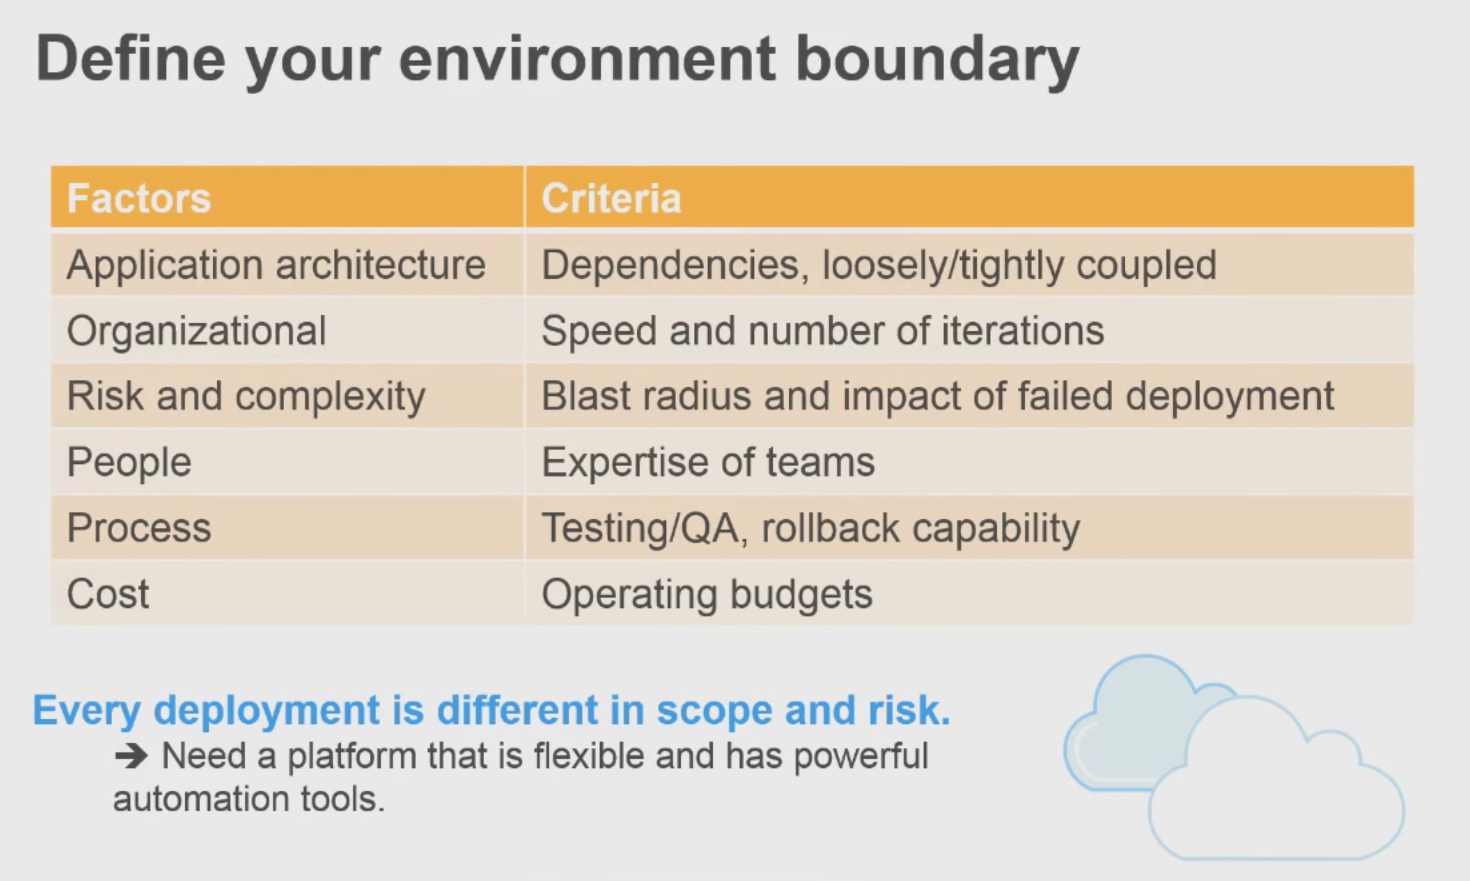 Define your environment boundary
Factors Criteria
Application architecture Dependencies, loosely/tightly coupled
Organizational Speed and number of iterations
Risk and complexity Blast radius and impact of failed deployment
People Expertise of teams
Process Testing/QA, rollback capability
Cost Operating budgets
Every deployment is different in scope and risk.
➔ Need a platform that is flexible and has powerful
automation tools.